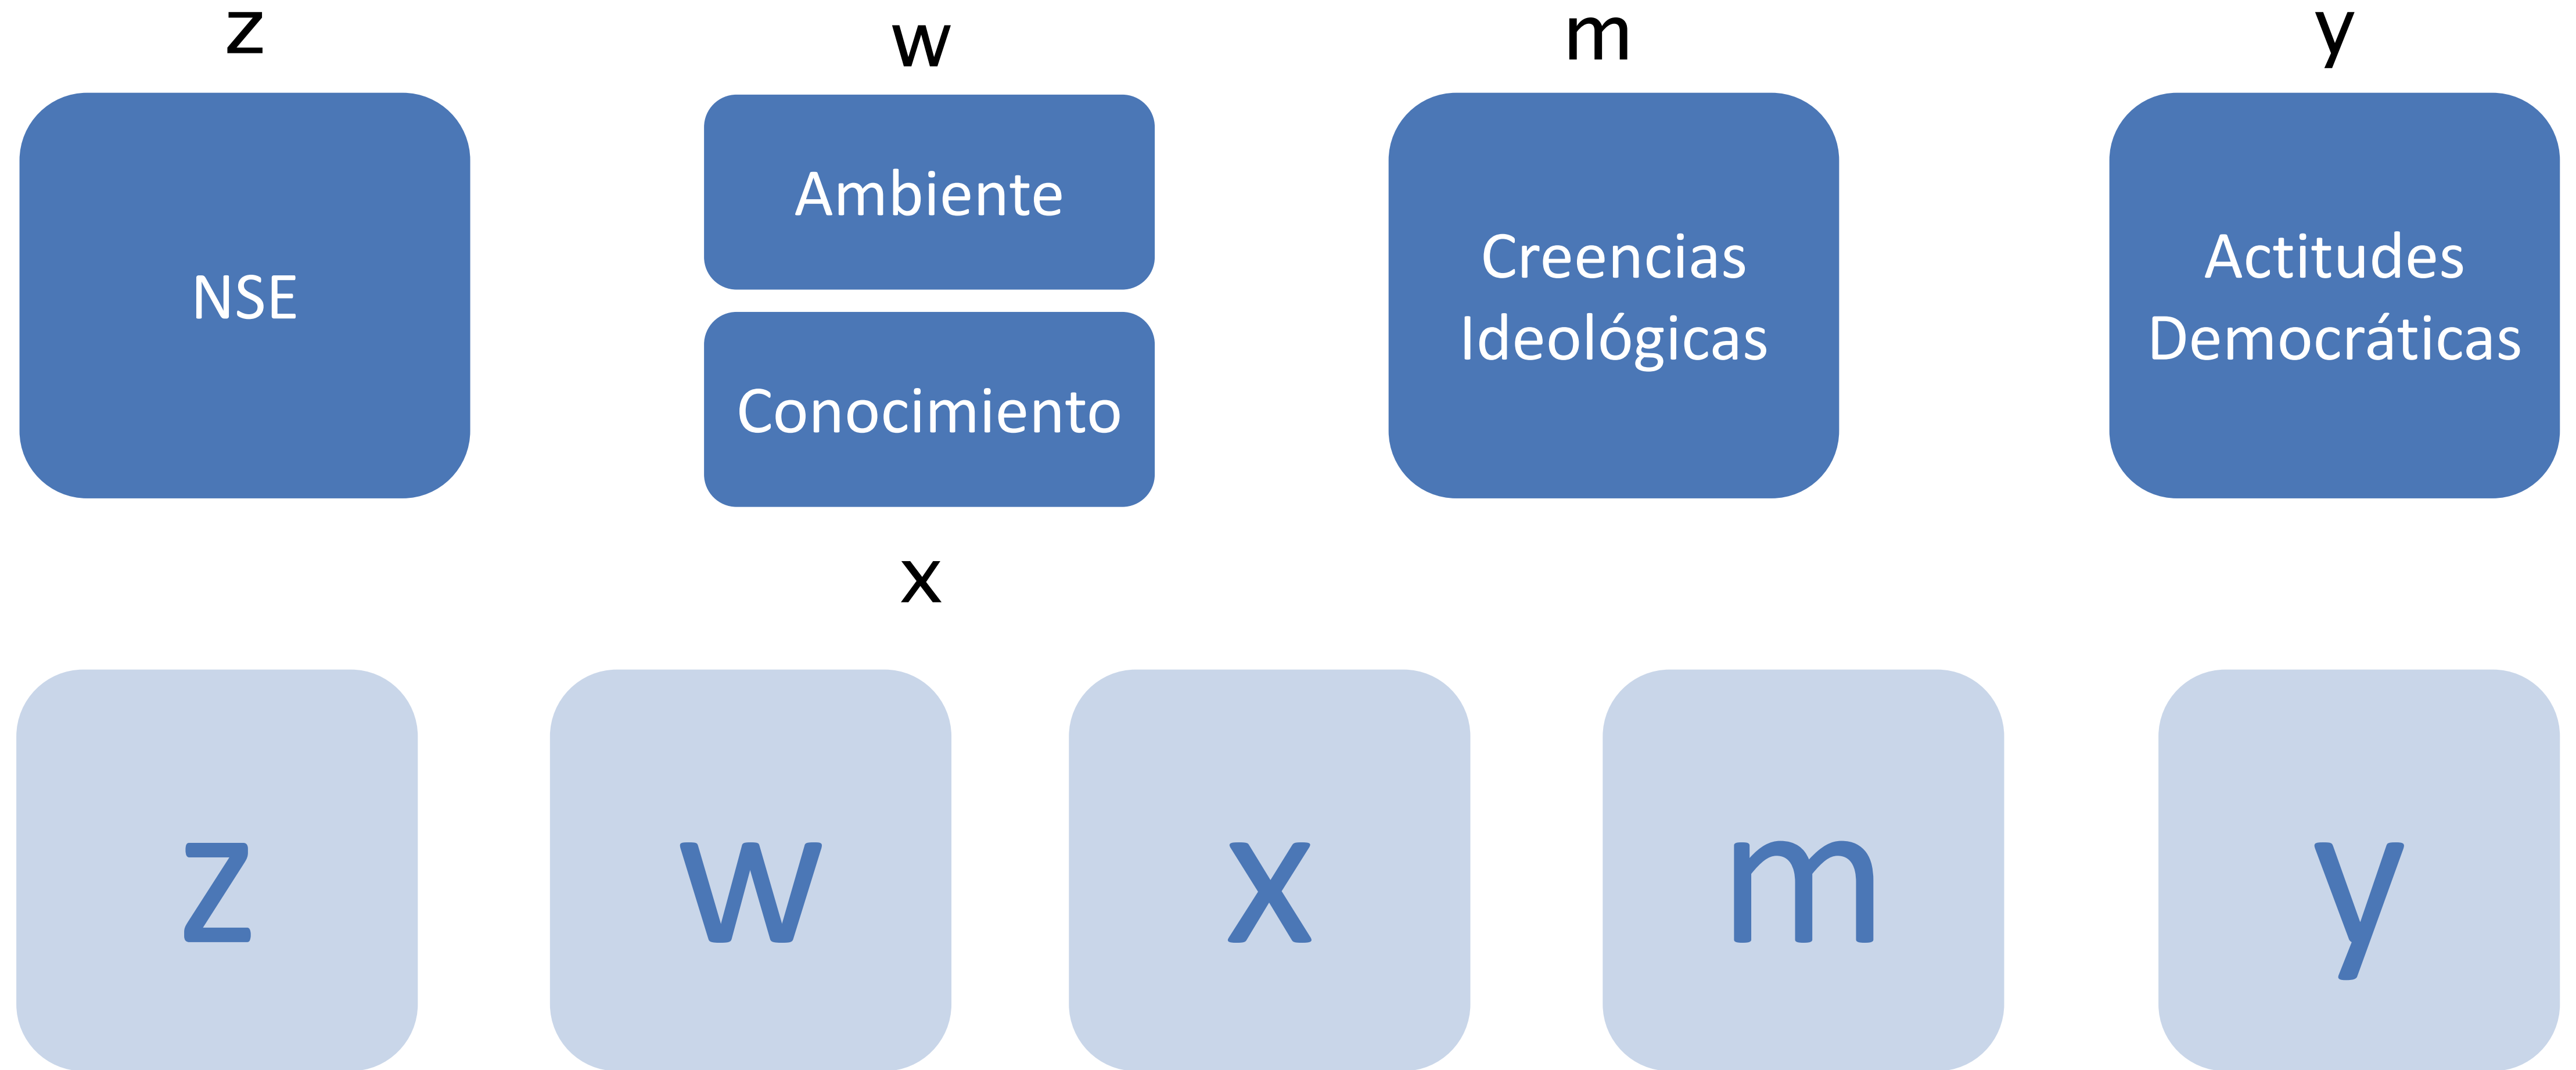 z
w
m
y
NSE
Ambiente
Conocimiento
Creencias
Ideológicas
Actitudes
Democráticas
x
z
w
x
m
y